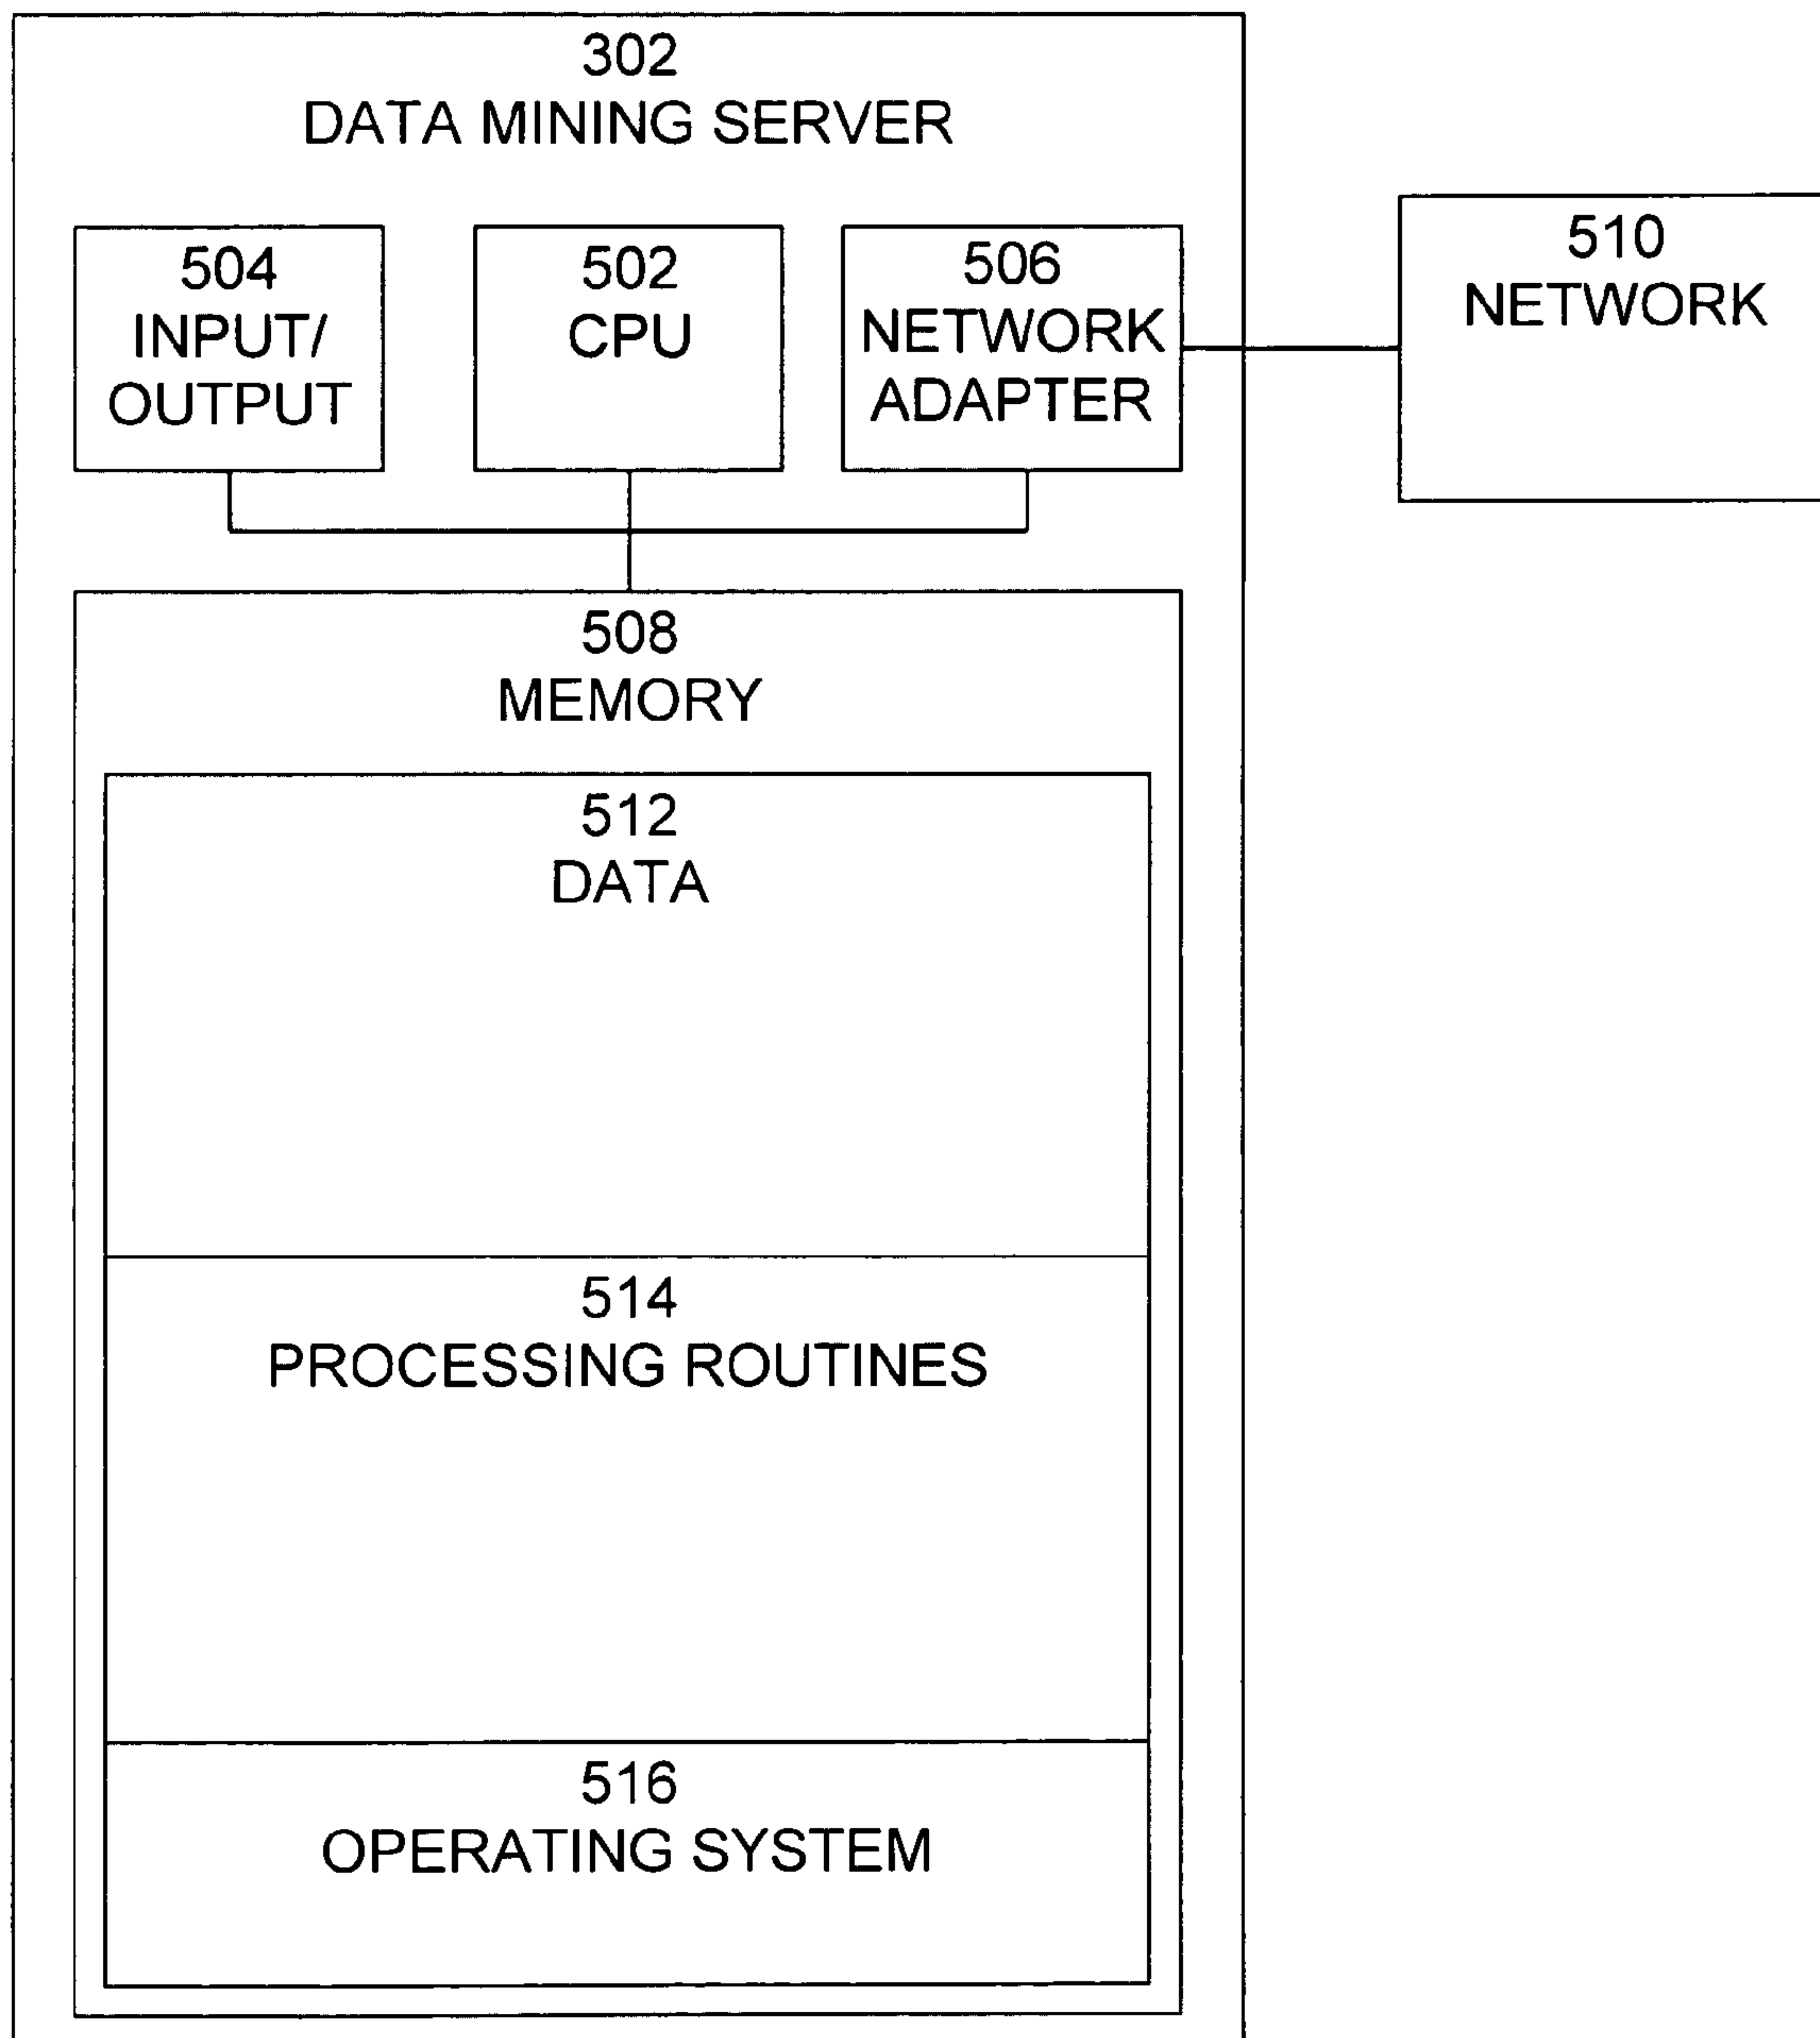 302
DATA MINING SERVER
504
INPUT/
OUTPUT
502
CPU
506
NETWORK
ADAPTER
510
NETWORK
508
MEMORY
512
DATA
514
PROCESSING ROUTINES
516
OPERATING SYSTEM